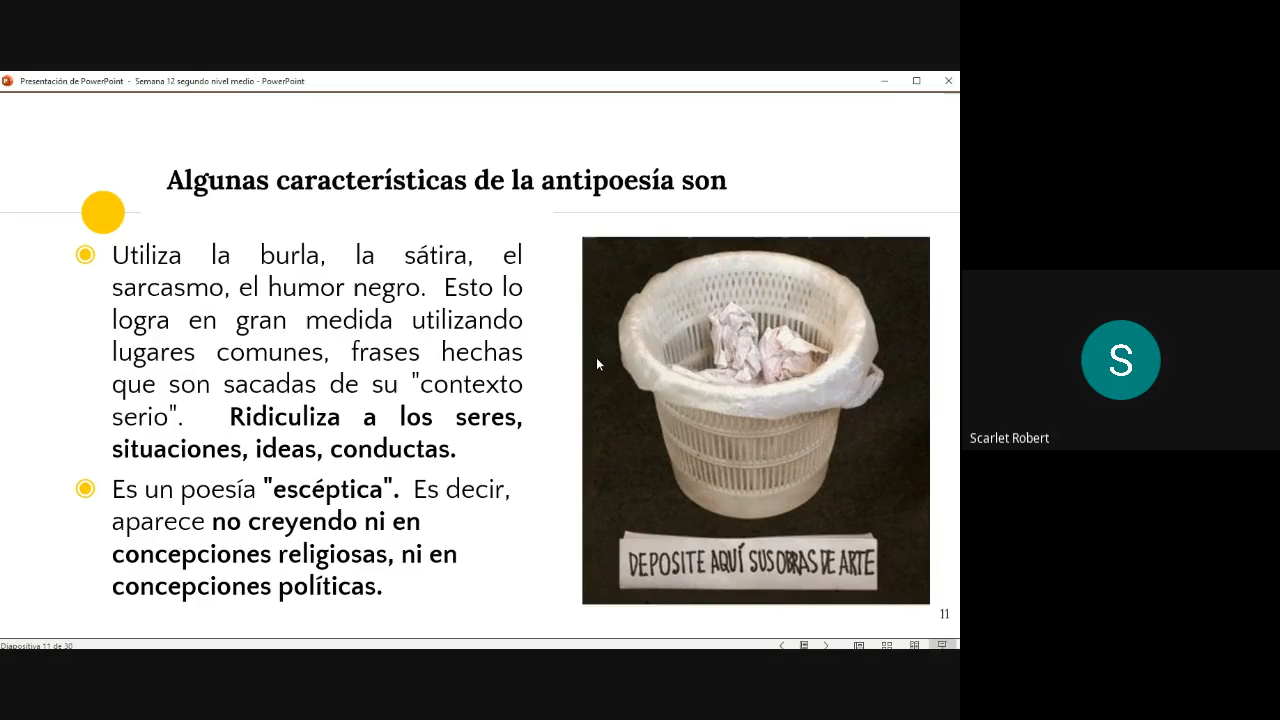 Presentación de PowerPoint - Semana 12 segundo nivel medio - PowerPoint
Algunas características de la antipoesía son
Utiliza la burla, la sátira, el
sarcasmo, el humor negro. Esto lo
logra en gran medida utilizando
lugares comunes, frases hechas
que son sacadas de su "contexto
serio". Ridiculiza a los seres,
situaciones, ideas, conductas.
Es un poesía "escéptica". Es decir,
aparece no creyendo ni en
concepciones religiosas, ni en
concepciones políticas.
DEPOSITE AQUÍ SUS OBRAS DE ARTE
11
Diapositiva 11 de 30
S
Scarlet Robert